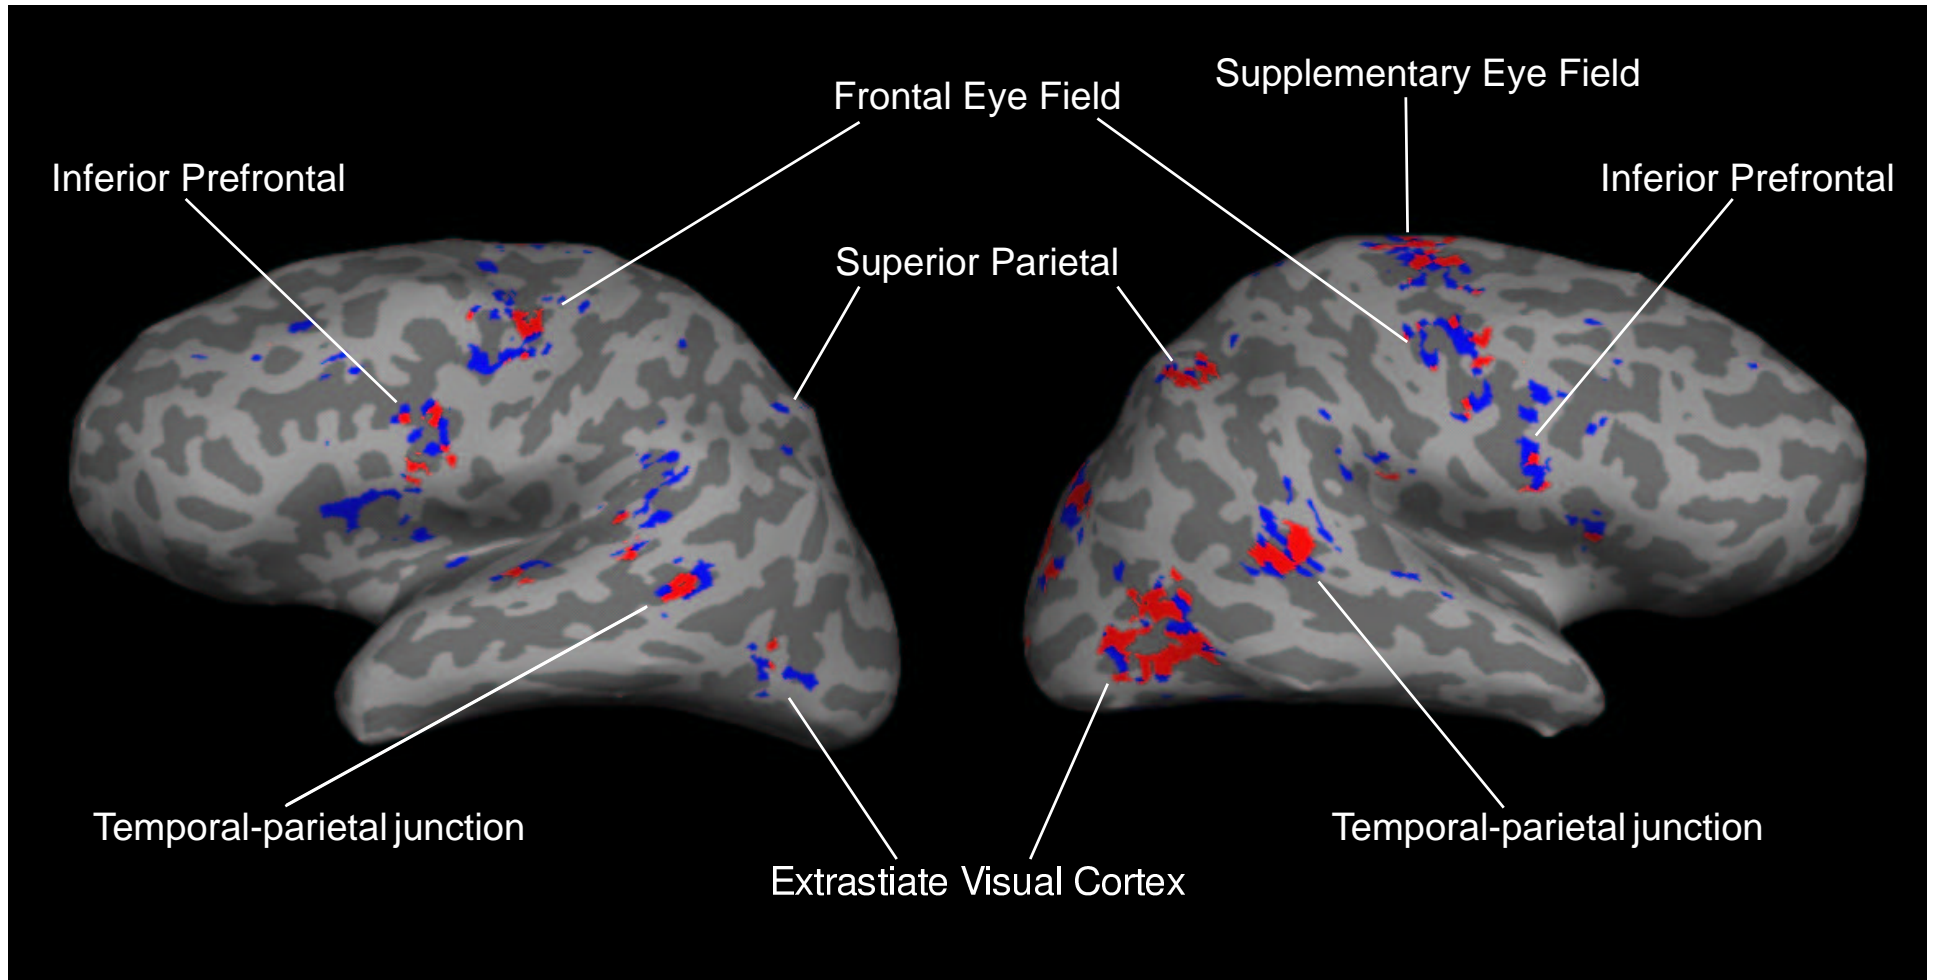 Supplementary Eye Field
Frontal Eye Field
Inferior Prefrontal
Inferior Prefrontal
Superior Parietal
Temporal-parietal junction
Temporal-parietal junction
Extrastiate Visual Cortex